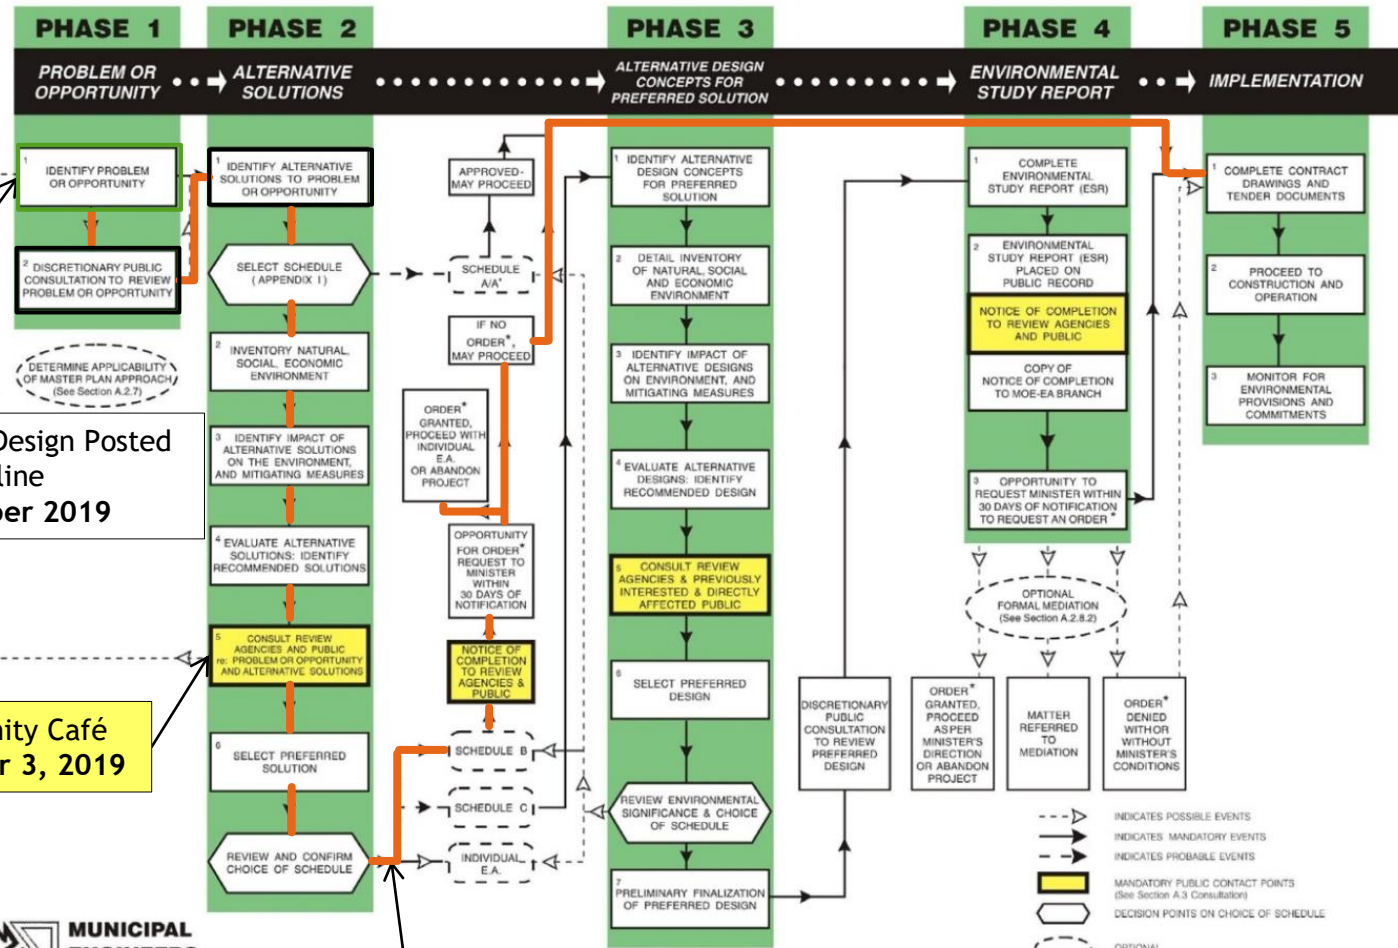 PHASE 1
PROBLEM OR
OPPORTUNITY
1
IDENTIFY PROBLEM
OR OPPORTUNITY
2 DISCRETIONARY PUBLIC
CONSULTATION TO REVIEW
PROBLEM OR OPPORTUNITY
DETERMINE APPLICABILITY
OF MASTER PLAN APPROACH
(See Section A.2.7)
Design Posted
line
ber 2019
nity Café
r 3, 2019
MUNICIPAL
ENGINEERS
PHASE 2
ALTERNATIVE
SOLUTIONS
1
IDENTIFY ALTERNATIVE
SOLUTIONS TO PROBLEM
OR OPPORTUNITY
SELECT SCHEDULE
(APPENDIX I)
2
INVENTORY NATURAL,
SOCIAL, ECONOMIC
ENVIRONMENT
3 IDENTIFY IMPACT OF
ALTERNATIVE SOLUTIONS
ON THE ENVIRONMENT,
AND MITIGATING MEASURES
4 EVALUATE ALTERNATIVE
SOLUTIONS: IDENTIFY
RECOMMENDED SOLUTIONS
5 CONSULT REVIEW
AGENCIES AND PUBLIC
re: PROBLEM OR OPPORTUNITY
AND ALTERNATIVE SOLUTIONS
6
SELECT PREFERRED
SOLUTION
REVIEW AND CONFIRM
CHOICE OF SCHEDULE
APPROVED-
MAY PROCEED
SCHEDULE
A/A+
IF NO
ORDER*,
MAY PROCEED
ORDER*
GRANTED,
PROCEED WITH
INDIVIDUAL
E.A.
OR ABANDON
PROJECT
OPPORTUNITY
FOR ORDER*
REQUEST TO
MINISTER
WITHIN
30 DAYS OF
NOTIFICATION
NOTICE OF
COMPLETION
TO REVIEW
AGENCIES &
PUBLIC
SCHEDULE B
SCHEDULE C
INDIVIDUAL
E.A.
PHASE 3
ALTERNATIVE DESIGN
CONCEPTS FOR
PREFERRED SOLUTION
1 IDENTIFY ALTERNATIVE
DESIGN CONCEPTS
FOR PREFERRED
SOLUTION
2 DETAIL INVENTORY
OF NATURAL, SOCIAL
AND ECONOMIC
ENVIRONMENT
3 IDENTIFY IMPACT OF
ALTERNATIVE DESIGNS
ON ENVIRONMENT, AND
MITIGATING MEASURES
4 EVALUATE ALTERNATIVE
DESIGNS: IDENTIFY
RECOMMENDED DESIGN
5 CONSULT REVIEW
AGENCIES & PREVIOUSLY
INTERESTED & DIRECTLY
AFFECTED PUBLIC
6
SELECT PREFERRED
DESIGN
REVIEW ENVIRONMENTAL
SIGNIFICANCE & CHOICE
OF SCHEDULE
7
PRELIMINARY FINALIZATION
OF PREFERRED DESIGN
DISCRETIONARY
PUBLIC
CONSULTATION
TO REVIEW
PREFERRED
DESIGN
PHASE 4
ENVIRONMENTAL
STUDY REPORT
1 COMPLETE
ENVIRONMENTAL
STUDY REPORT (ESR)
2 ENVIRONMENTAL
STUDY REPORT (ESR)
PLACED ON
PUBLIC RECORD
NOTICE OF COMPLETION
TO REVIEW AGENCIES
AND PUBLIC
COPY OF
NOTICE OF COMPLETION
TO MOE-EA BRANCH
3 OPPORTUNITY TO
REQUEST MINISTER WITHIN
30 DAYS OF NOTIFICATION
TO REQUEST AN ORDER*
OPTIONAL
FORMAL MEDIATION
(See Section A.2.8.2)
ORDER*
GRANTED,
PROCEED
AS PER
MINISTER'S
DIRECTION
OR ABANDON
PROJECT
MATTER
REFERRED
TO
MEDIATION
ORDER*
DENIED
WITH OR
WITHOUT
MINISTER'S
CONDITIONS
PHASE 5
IMPLEMENTATION
1
COMPLETE CONTRACT
DRAWINGS AND
TENDER DOCUMENTS
2
PROCEED TO
CONSTRUCTION AND
OPERATION
3 MONITOR FOR
ENVIRONMENTAL
PROVISIONS AND
COMMITMENTS
INDICATES POSSIBLE EVENTS
INDICATES MANDATORY EVENTS
INDICATES PROBABLE EVENTS
MANDATORY PUBLIC CONTACT POINTS
(See Section A.3 Consultation)
DECISION POINTS ON CHOICE OF SCHEDULE
OPTIONAL